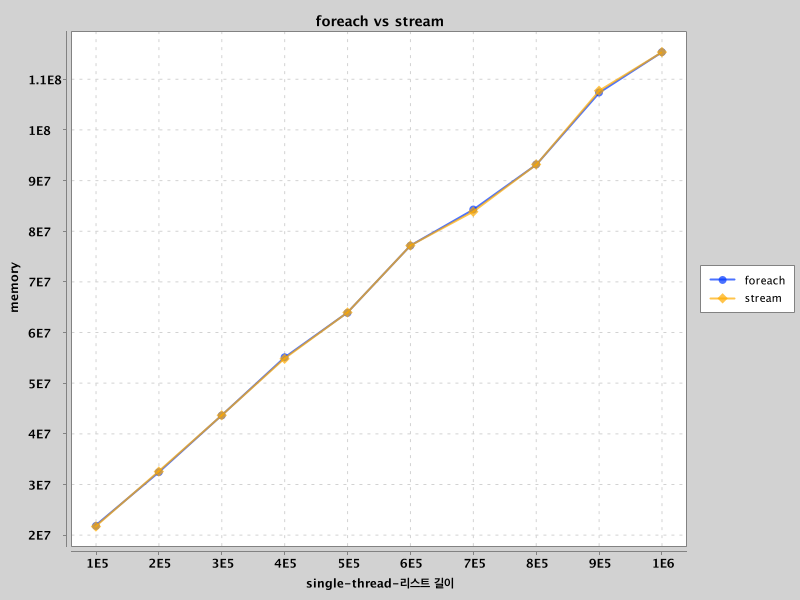 foreach vs stream
1.1E8
1E8
9E7
8E7
7E7
6E7
5E7
4E7
3E7
2E7
memory
1E5 2E5 3E5 4E5 5E5 6E5 7E5 8E5 9E5 1E6
single-thread-리스트 길이
foreach
stream